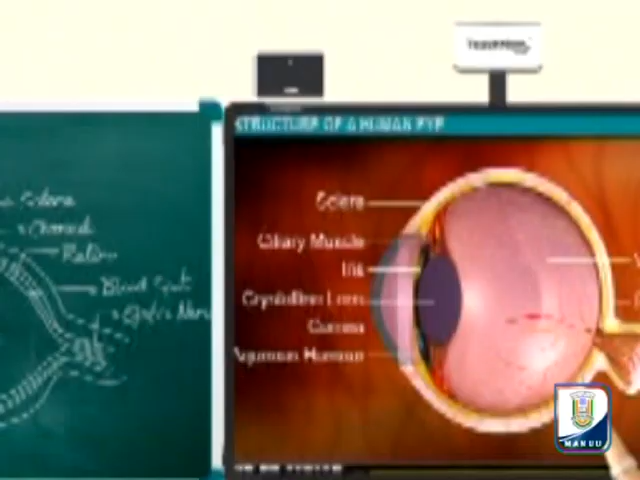 Sclera
Choroid
Retina
Blind Spot
Optic Nerv
STRUCTURE OF A HUMAN EYE
Sclera
Ciliary Muscle
Iris
Crystalline Lens
Cornea
Aqueous Humour
V
MANUU